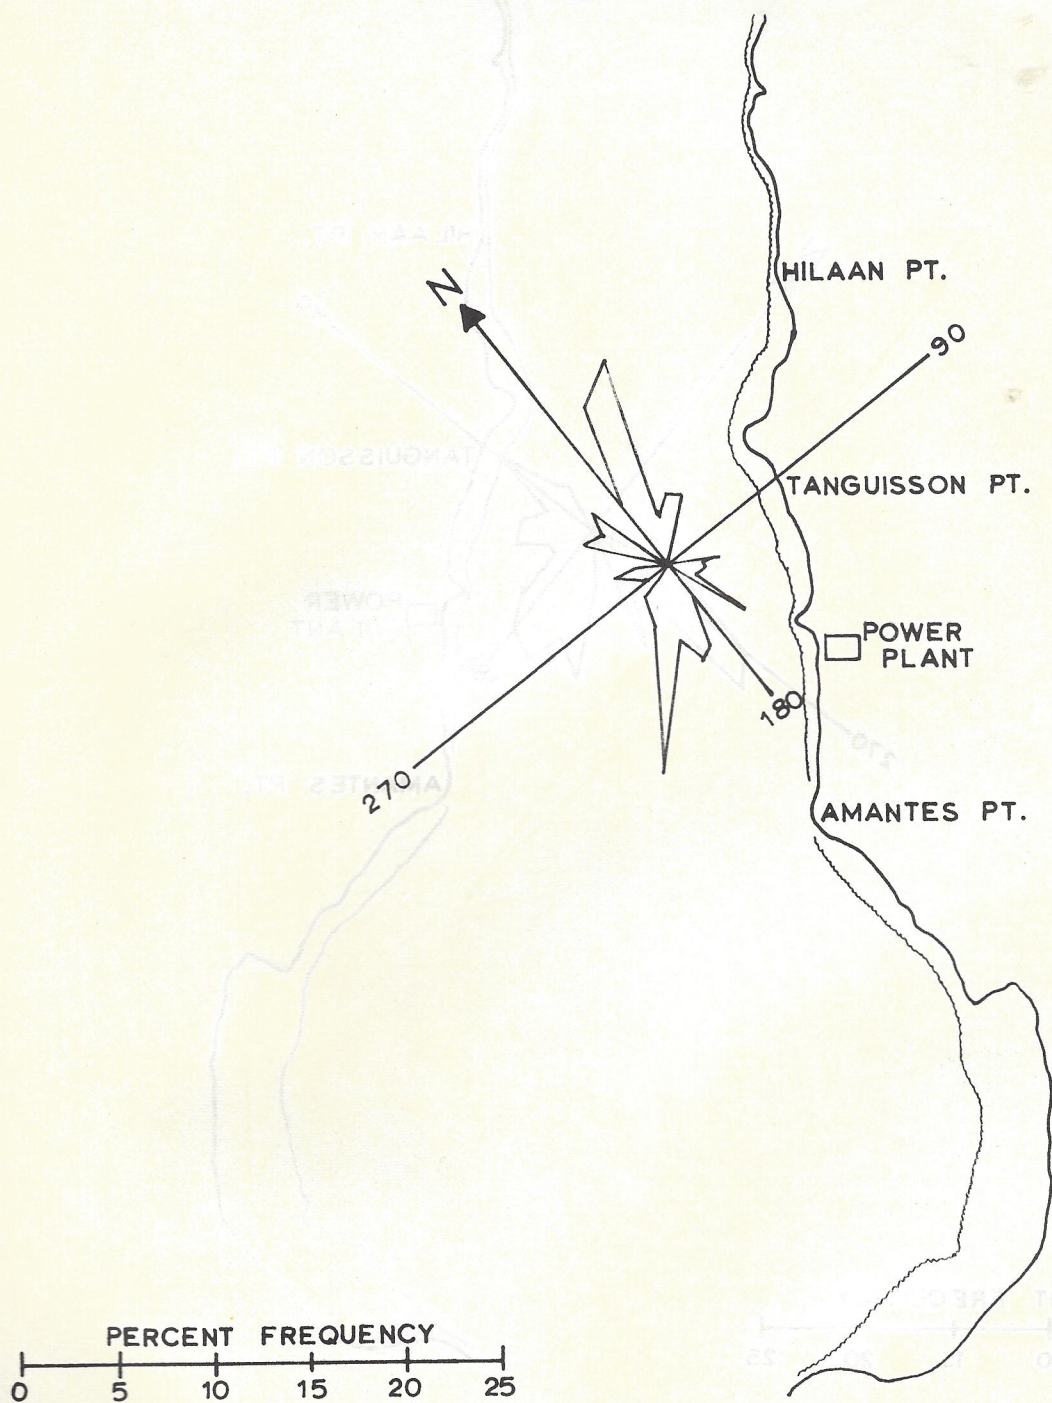 HILAAN PT.
N
90
TANGUISSON PT.
POWER
PLANT
180
270
AMANTES PT.
PERCENT FREQUENCY
0 5 10 15 20 25